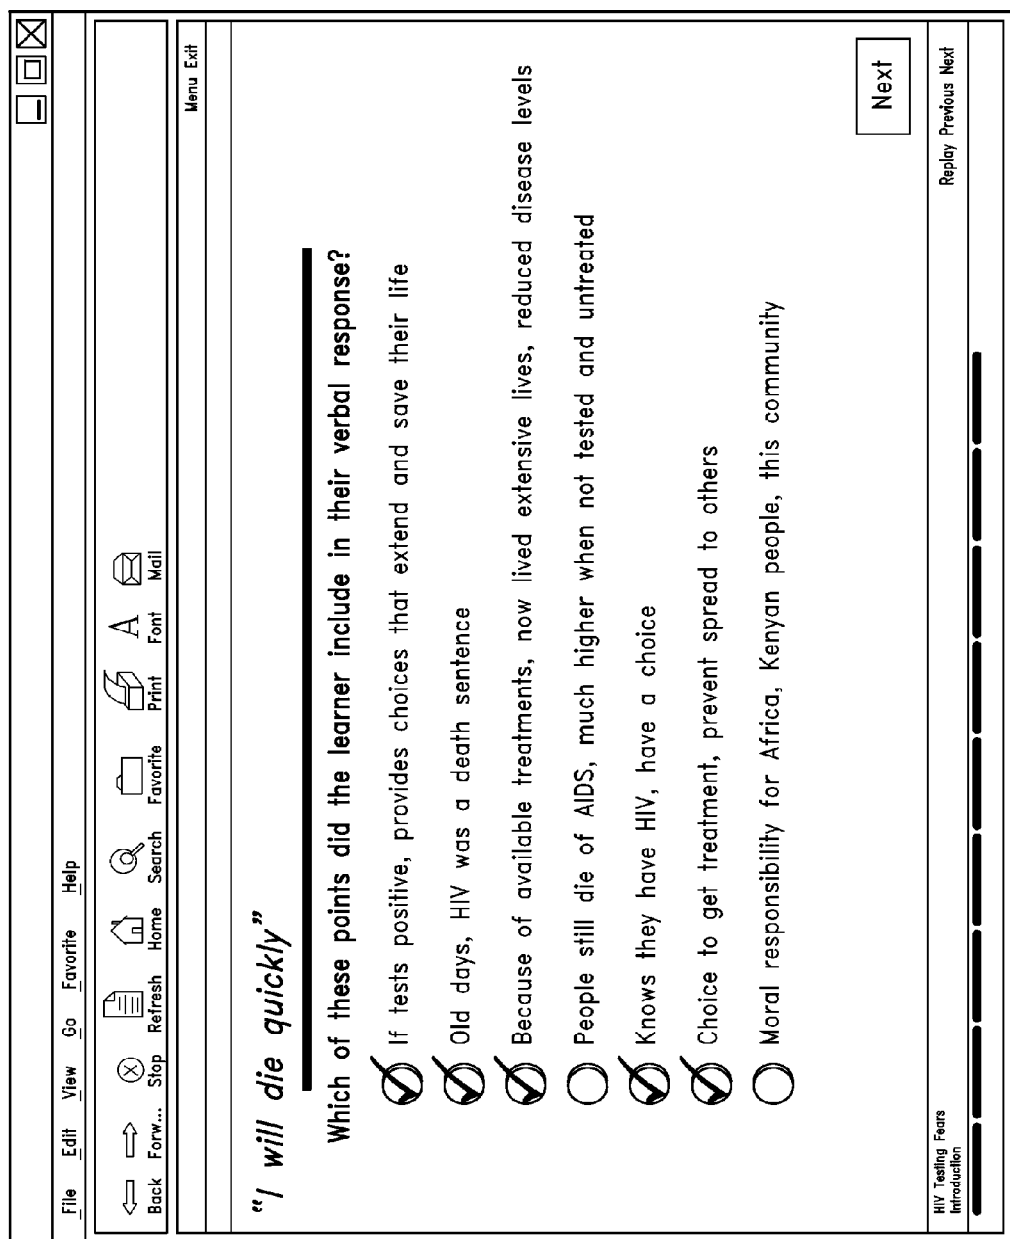 File Edit View Go Favorite Help
Back Forw... Stop Refresh Home Search Favorite Print Font Mail
Menu Exit
“I will die quickly”
Which of these points did the learner include in their verbal response?
If tests positive, provides choices that extend and save their life
Old days, HIV was a death sentence
Because of available treatments, now lived extensive lives, reduced disease levels
People still die of AIDS, much higher when not tested and untreated
Knows they have HIV, have a choice
Choice to get treatment, prevent spread to others
Moral responsibility for Africa, Kenyan people, this community
Next
HIV Testing Fears
Introduction
Replay Previous Next